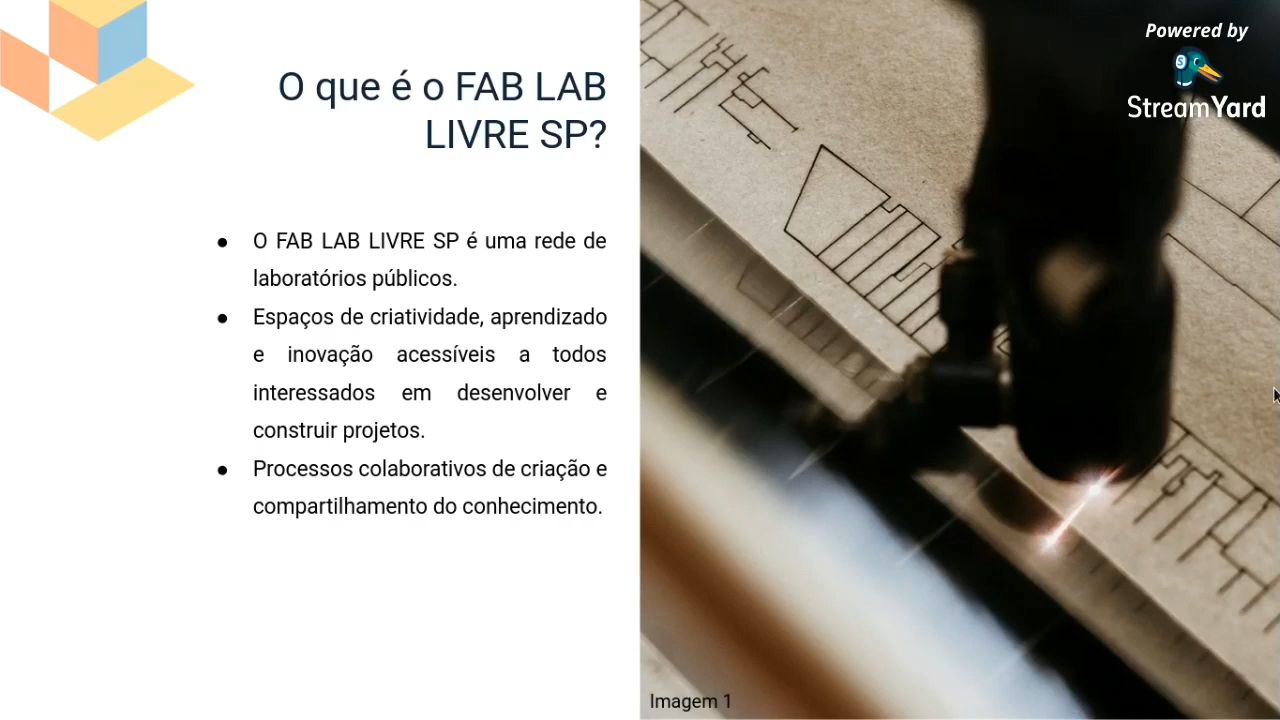 O que é o FAB LAB
LIVRE SP?
O FAB LAB LIVRE SP é uma rede de
laboratórios públicos.
Espaços de criatividade, aprendizado
e inovação acessíveis a todos
interessados em desenvolver e
construir projetos.
Processos colaborativos de criação e
compartilhamento do conhecimento.
Powered by
StreamYard
Imagem 1